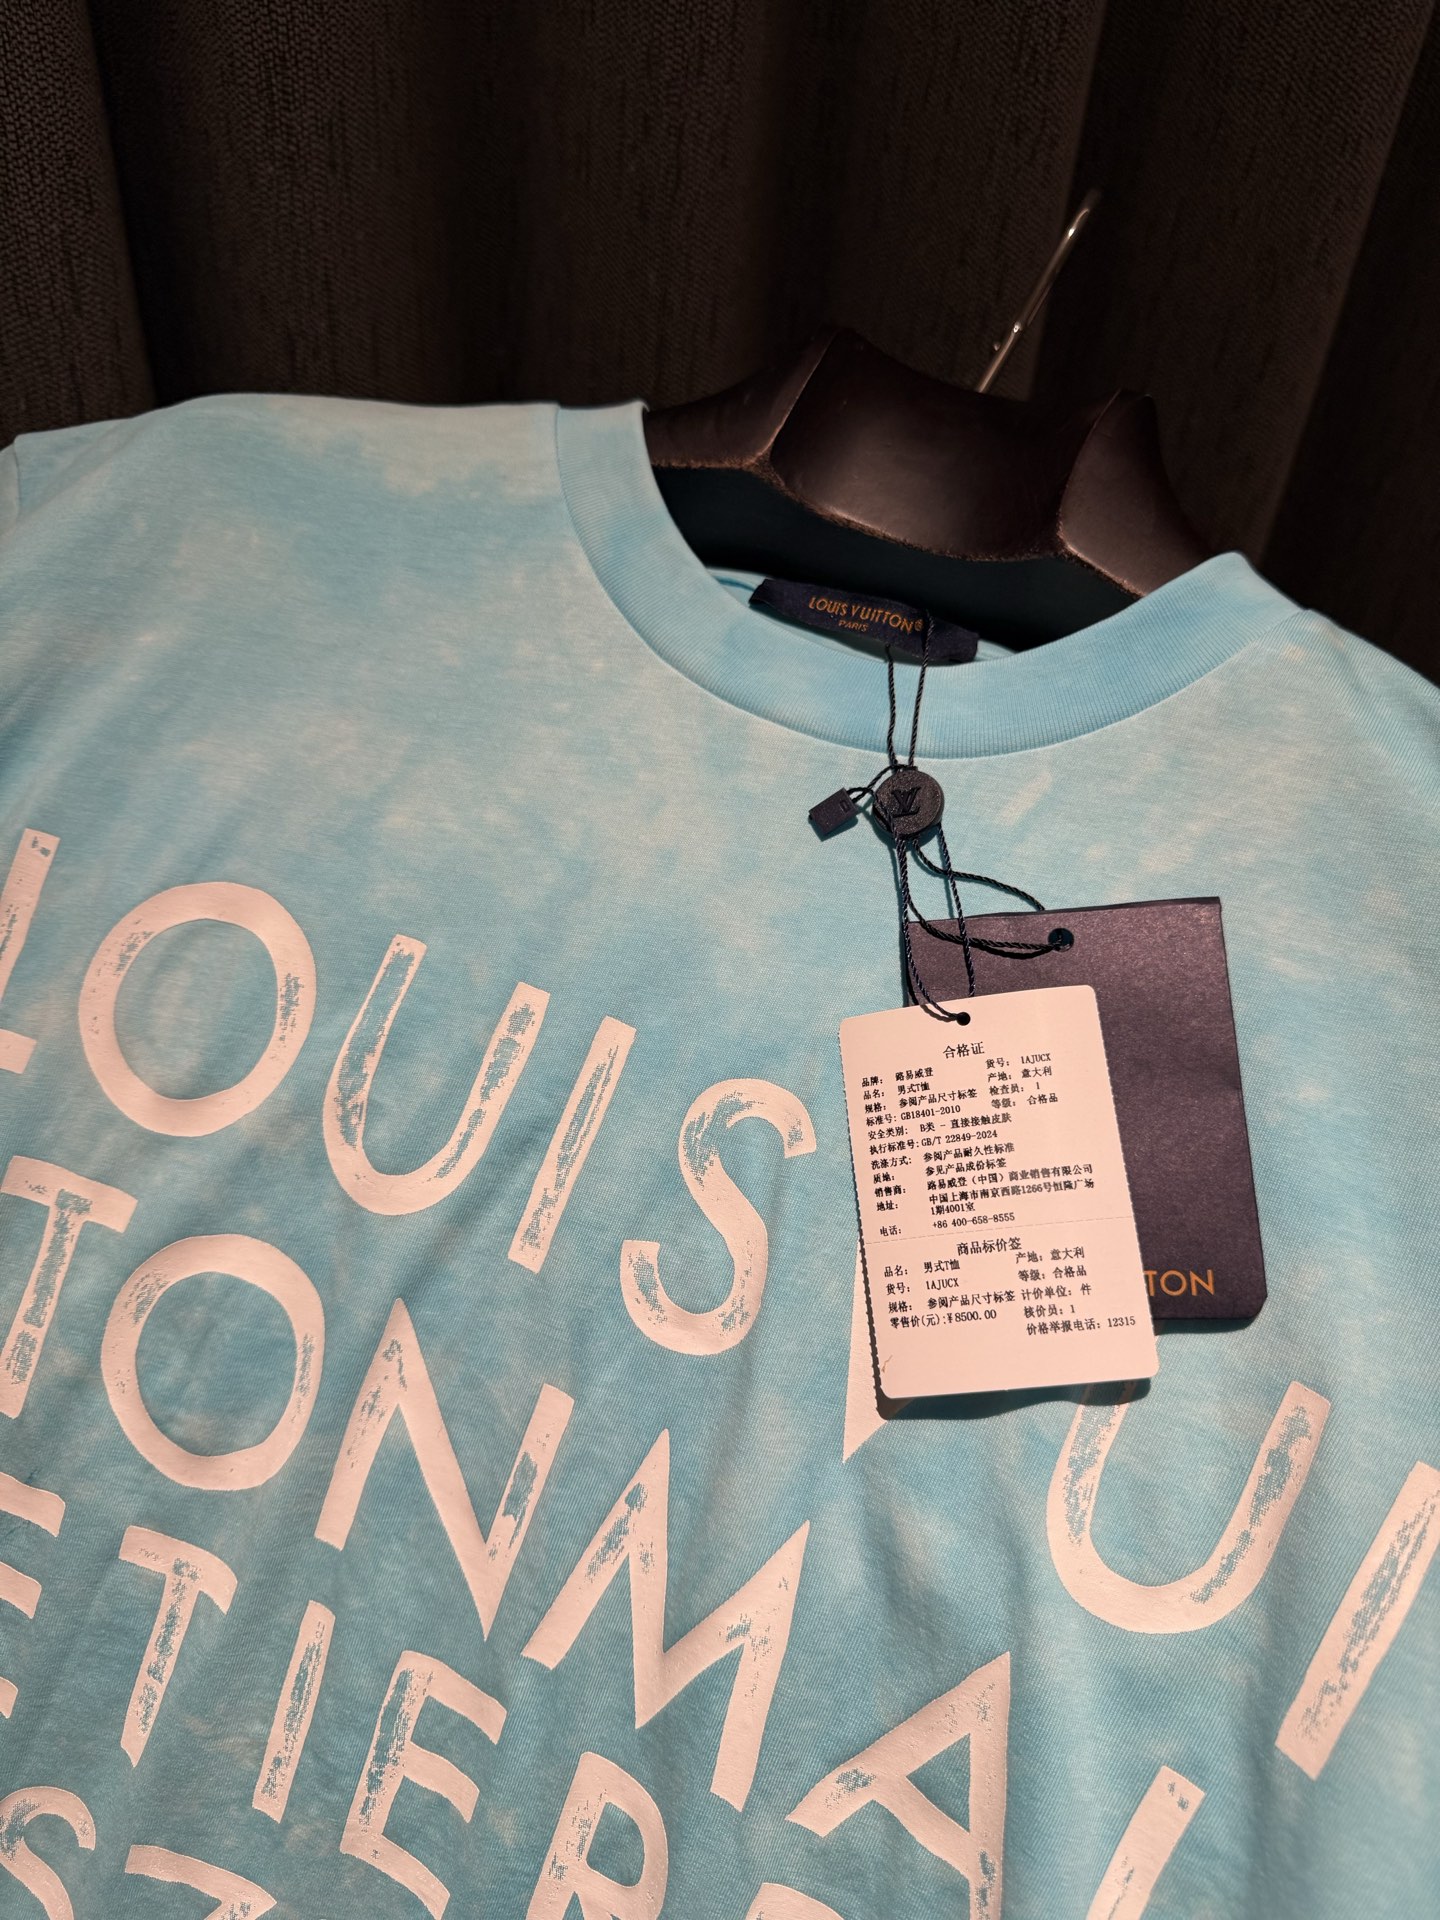 LOUIS VUITTON®
PARIS
合格证
品牌： 路易威登 货号： 1AJUCX
品名： 男式T恤 产地： 意大利
规格： 参阅产品尺寸标签 检查员： 1
标准号: GB18401-2010 等级： 合格品
安全类别： B类 - 直接接触皮肤
执行标准号: GB/T 22849-2024
洗涤方式： 参阅产品耐久性标准
质地： 参见产品成份标签
销售商： 路易威登（中国）商业销售有限公司
地址： 中国上海市南京西路1266号恒隆广场
1期4001室
电话： +86 400-658-8555
商品标价签
品名： 男式T恤 产地：意大利
货号： 1AJUCX 等级：合格品
规格： 参阅产品尺寸标签 计价单位：件
零售价(元):¥8500.00 核价员：1
价格举报电话：12315
TON
LOUIS UI
TON MAL
ETIER